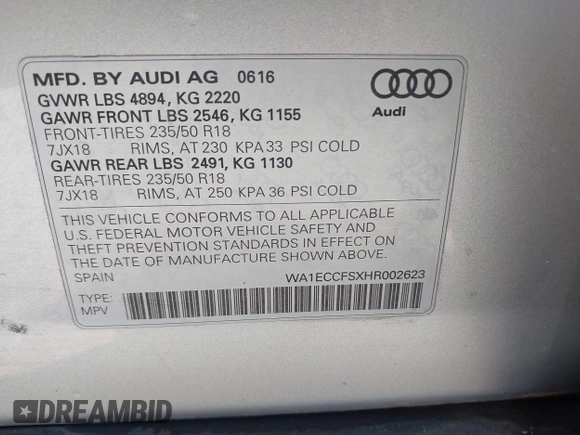 MFD. BY AUDI AG 0616
GVWR LBS 4894, KG 2220
GAWR FRONT LBS 2546, KG 1155
FRONT-TIRES 235/50 R18
7JX18 RIMS, AT 230 KPA 33 PSI COLD
GAWR REAR LBS 2491, KG 1130
REAR-TIRES 235/50 R18
7JX18 RIMS, AT 250 KPA 36 PSI COLD
Audi
THIS VEHICLE CONFORMS TO ALL APPLICABLE
U.S. FEDERAL MOTOR VEHICLE SAFETY AND
THEFT PREVENTION STANDARDS IN EFFECT ON
THE DATE OF MANUFACTURE SHOWN ABOVE.
SPAIN WA1ECCFSXHR002623
TYPE:
MPV
DREAMBID